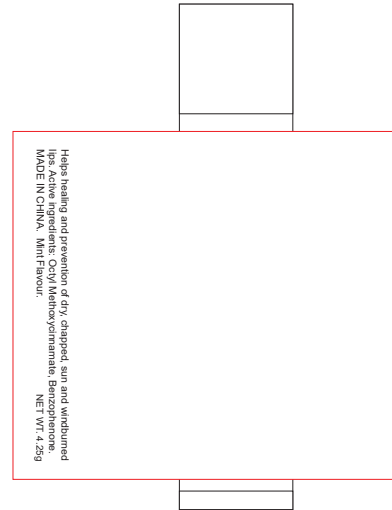 Helps healing and prevention of dry, chapped, sun and windburned
lips. Active ingredients: Octyl Methoxycinnamate, Benzophenone.
MADE IN CHINA. Mint Flavour. NET WT. 4.25g